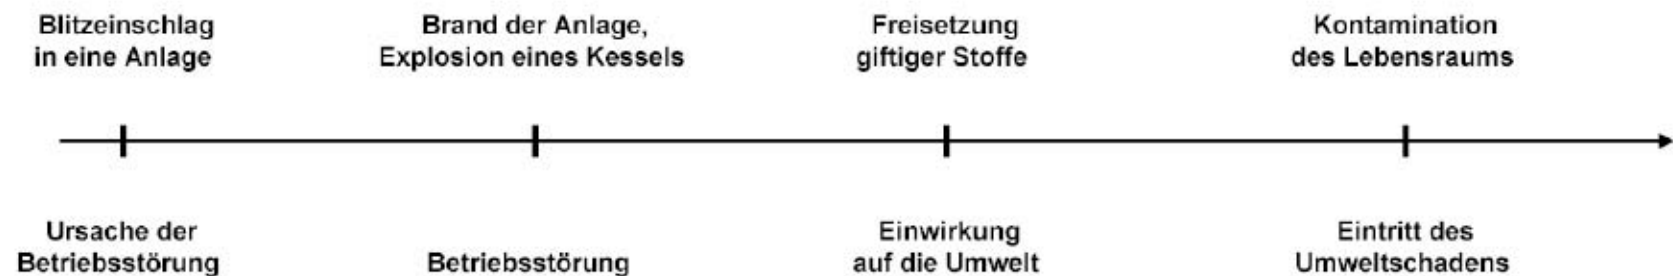 Blitzeinschlag
in eine Anlage
Brand der Anlage,
Explosion eines Kessels
Freisetzung
giftiger Stoffe
Kontamination
des Lebensraums
Ursache der
Betriebsstörung
Betriebsstörung
Einwirkung
auf die Umwelt
Eintritt des
Umweltschadens